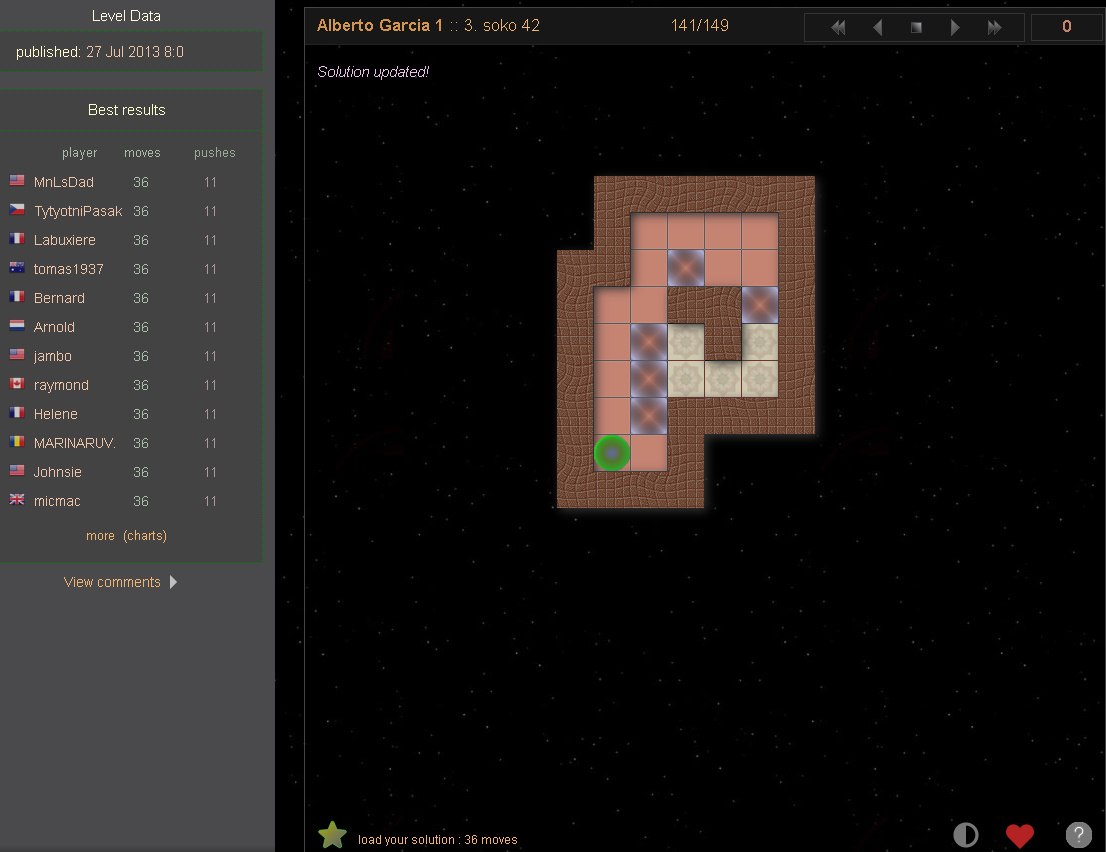 Level Data
published: 27 Jul 2013 8:0
Best results
player moves pushes
MnLsDad 36 11
TytyotniPasak 36 11
Labuxiere 36 11
tomas1937 36 11
Bernard 36 11
Arnold 36 11
jambo 36 11
raymond 36 11
Helene 36 11
MARINARUV. 36 11
Johnsie 36 11
micmac 36 11
more (charts)
View comments
Alberto Garcia 1 :: 3. soko 42 141/149 0
Solution updated!
load your solution : 36 moves
?